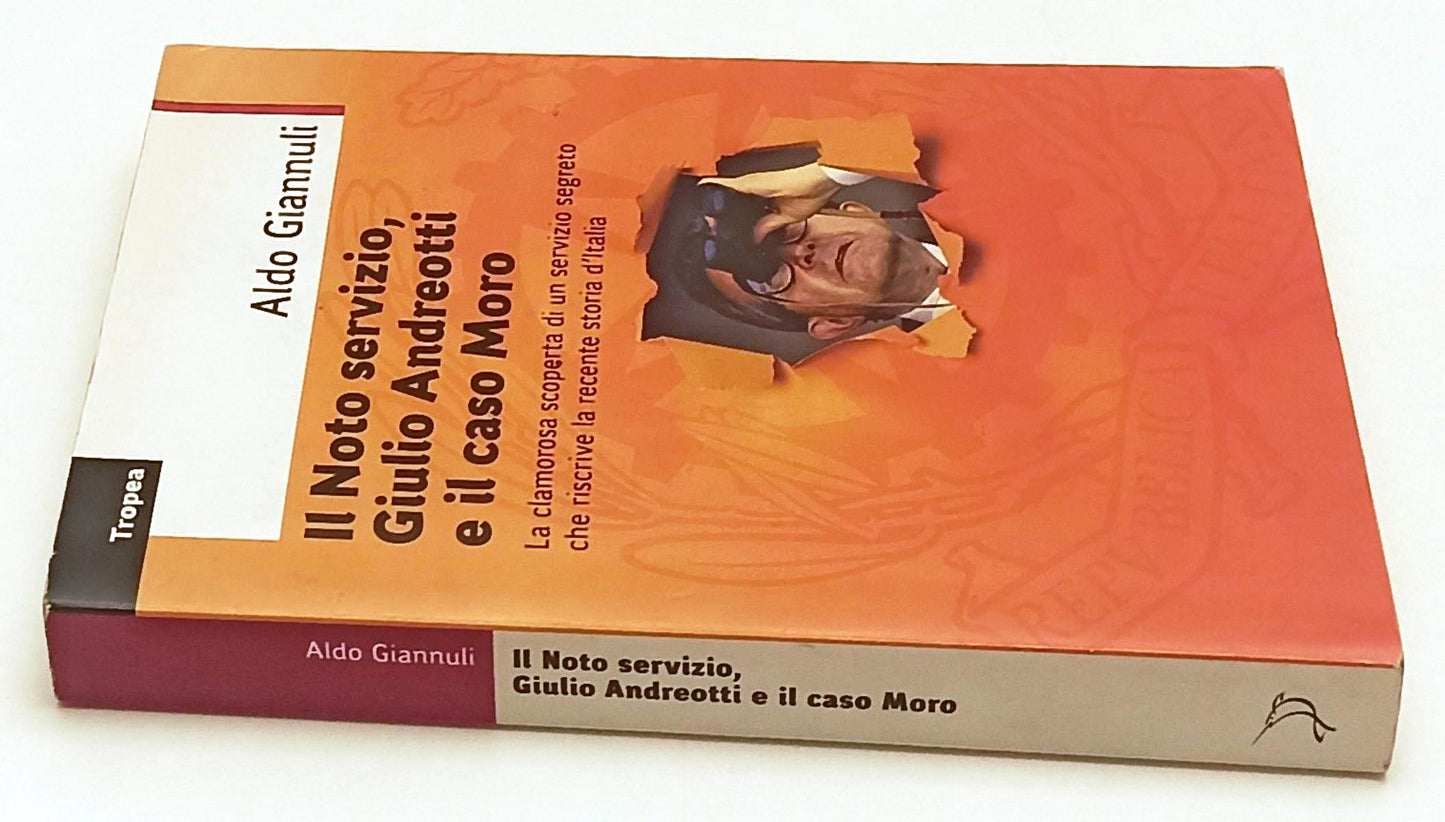 Tropea
Aldo Giannuli
Il Noto servizio,
Giulio Andreotti
e il caso Moro
La clamorosa scoperta di un servizio segreto
che riscrive la recente storia d'Italia
REPVBBLICA
Aldo Giannuli
Il Noto servizio,
Giulio Andreotti e il caso Moro